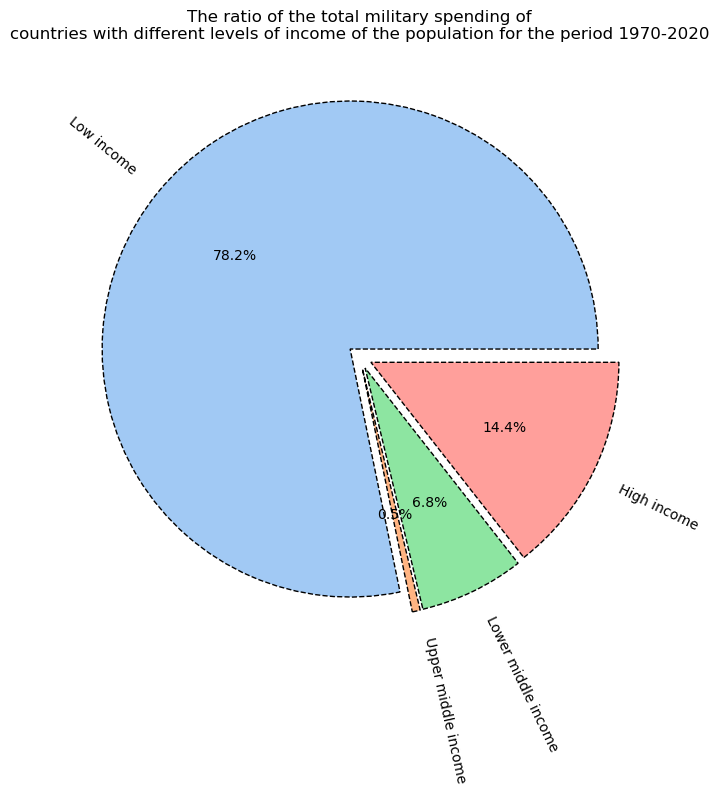 The ratio of the total military spending of
countries with different levels of income of the population for the period 1970-2020
Low income
78.2%
14.4%
High income
6.8%
0.5%
Lower middle income
Upper middle income